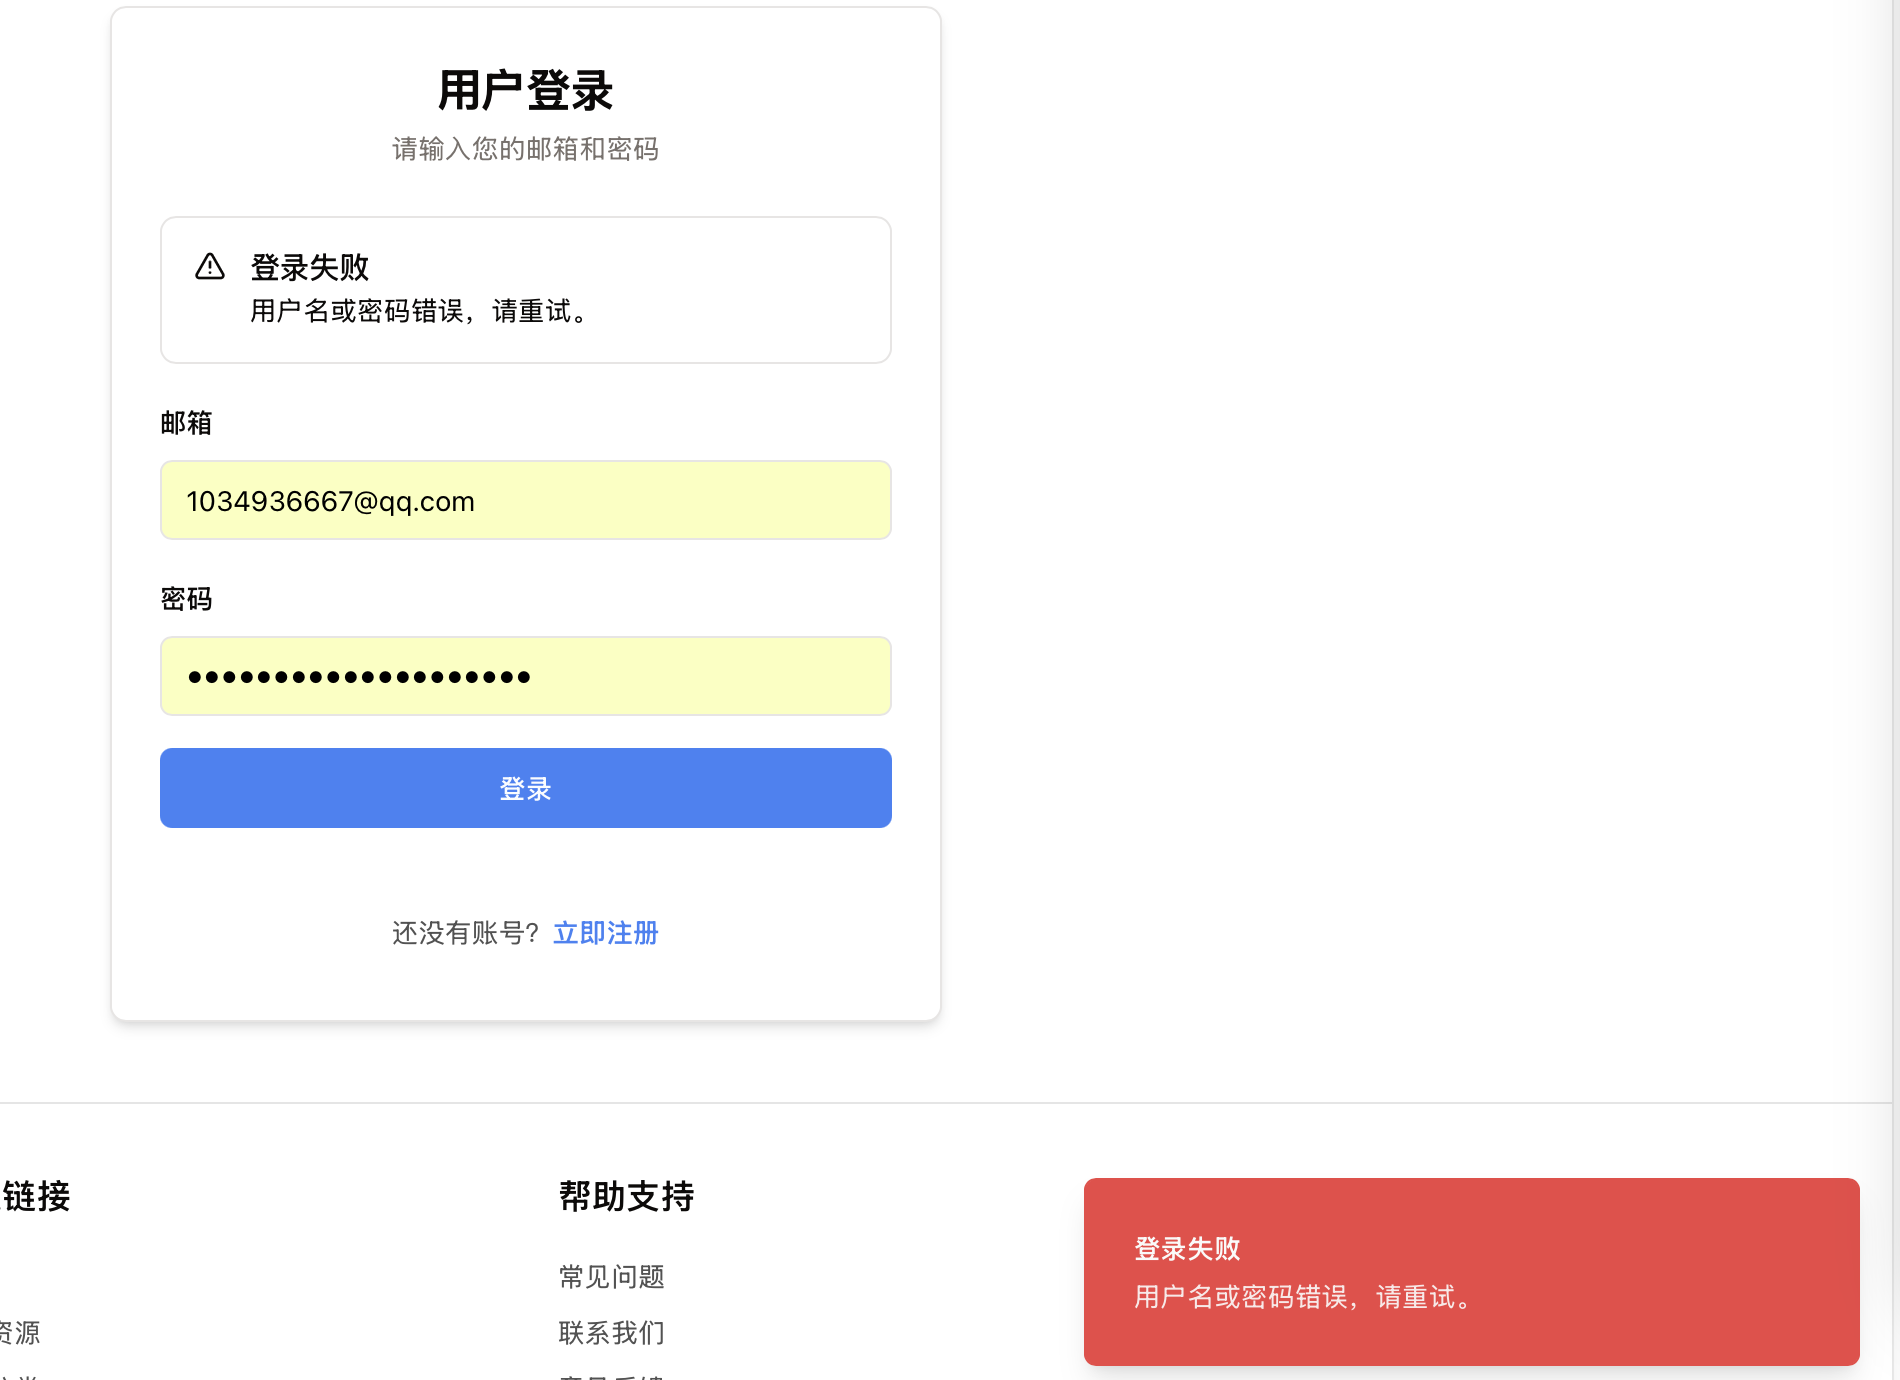 用户登录
请输入您的邮箱和密码
登录失败
用户名或密码错误，请重试。
邮箱
1034936667@qq.com
密码
••••••••••••••••••••
登录
还没有账号? 立即注册
链接
资源
帮助支持
常见问题
联系我们
登录失败
用户名或密码错误，请重试。